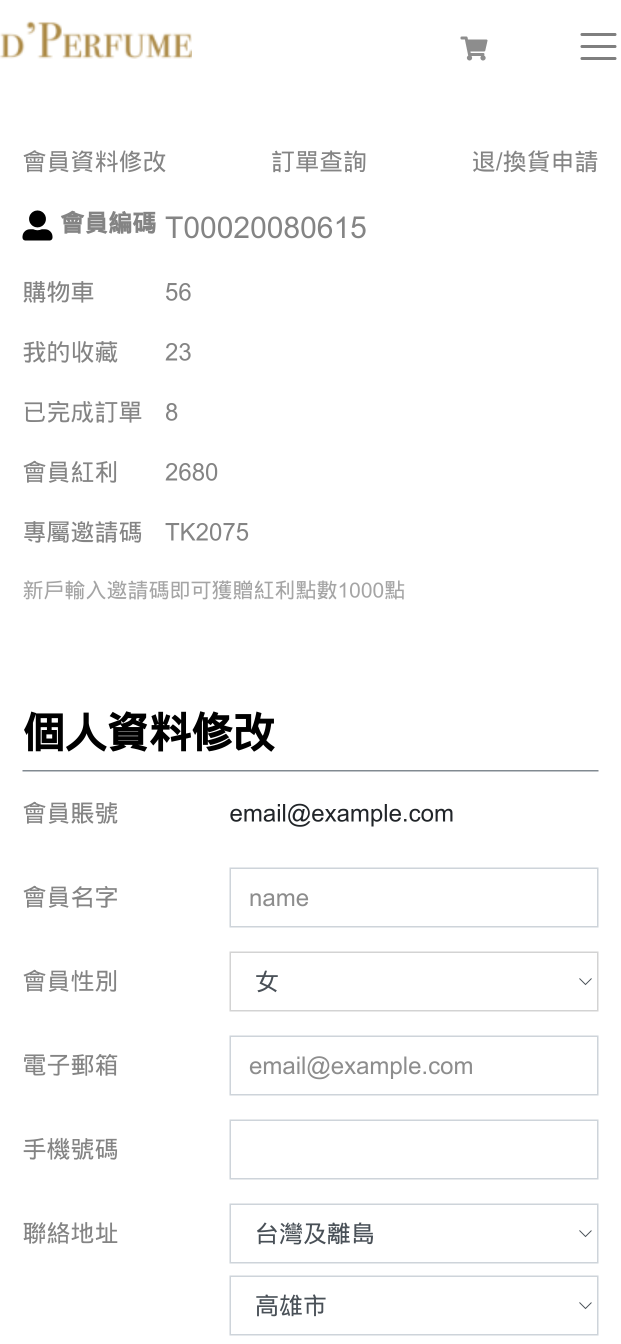 D'PERFUME
會員資料修改 訂單查詢 退/換貨申請
會員編碼 T00020080615
購物車 56
我的收藏 23
已完成訂單 8
會員紅利 2680
專屬邀請碼 TK2075
新戶輸入邀請碼即可獲贈紅利點數1000點
個人資料修改
會員賬號 email@example.com
會員名字 name
會員性別 女
電子郵箱 email@example.com
手機號碼
聯絡地址 台灣及離島
高雄市